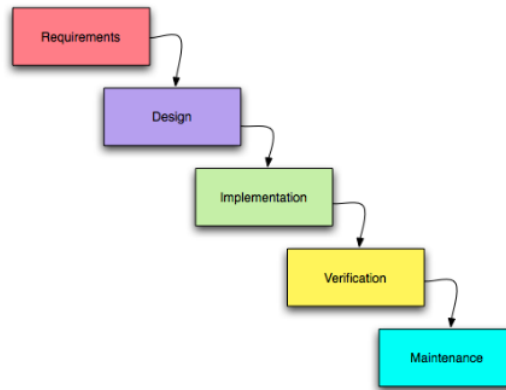 Requirements
Design
Implementation
Verification
Maintenance